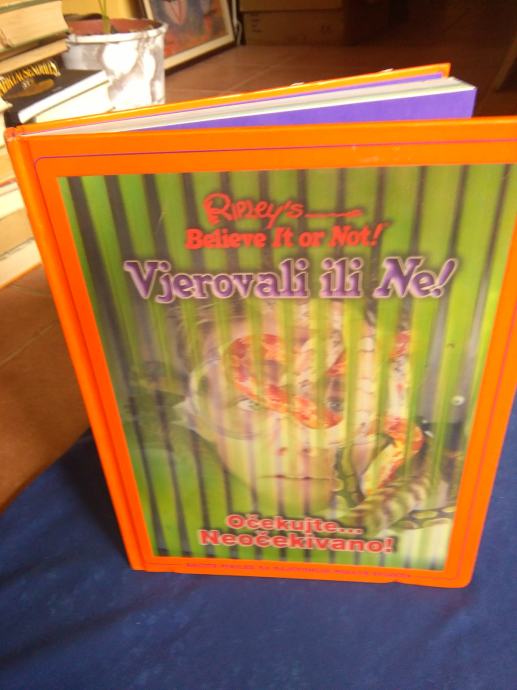 Ripley's
Believe It or Not!
Vjerovali ili Ne!
Očekujte...
Neočekivano!